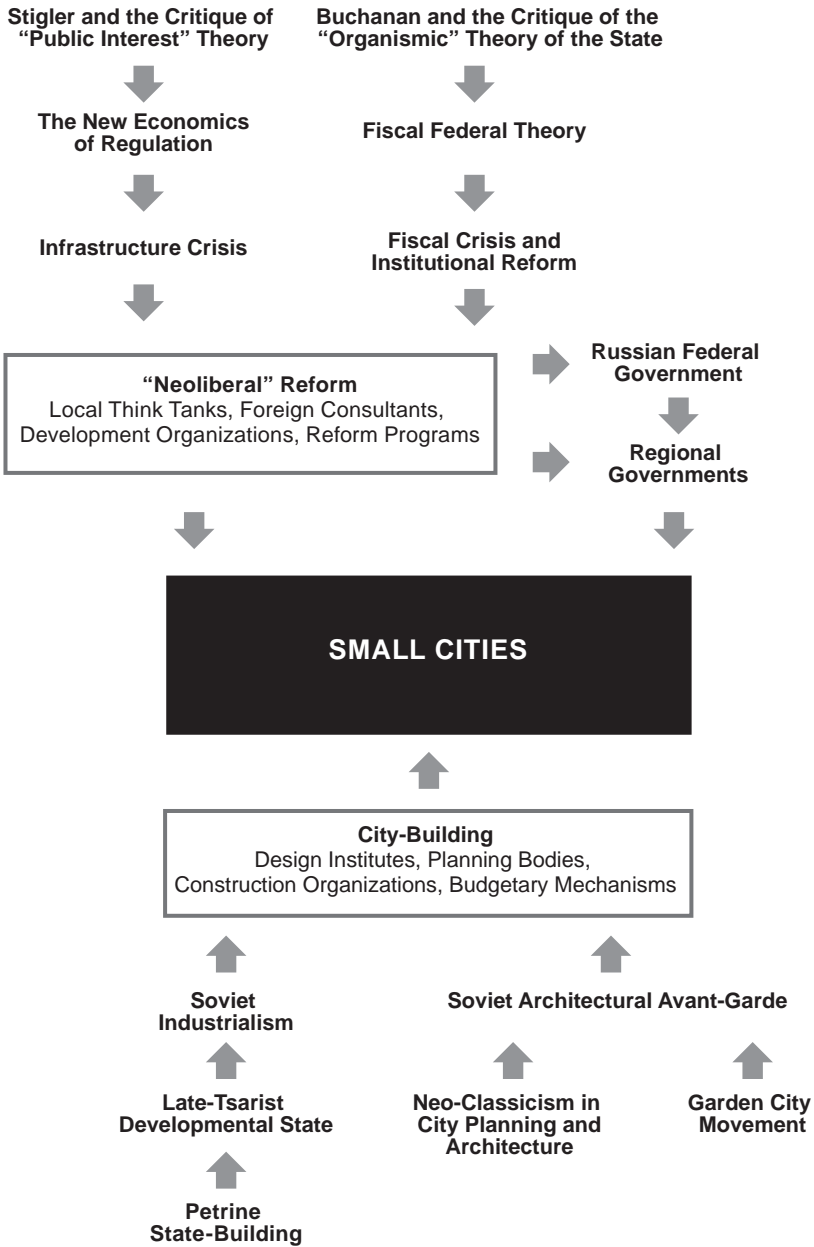 Stigler and the Critique of
“Public Interest” Theory
Buchanan and the Critique of the
“Organismic” Theory of the State
The New Economics
of Regulation
Fiscal Federal Theory
Infrastructure Crisis
Fiscal Crisis and
Institutional Reform
“Neoliberal” Reform
Local Think Tanks, Foreign Consultants,
Development Organizations, Reform Programs
Russian Federal
Government
Regional
Governments
SMALL CITIES
City-Building
Design Institutes, Planning Bodies,
Construction Organizations, Budgetary Mechanisms
Soviet
Industrialism
Soviet Architectural Avant-Garde
Late-Tsarist
Developmental State
Neo-Classicism in
City Planning and
Architecture
Garden City
Movement
Petrine
State-Building